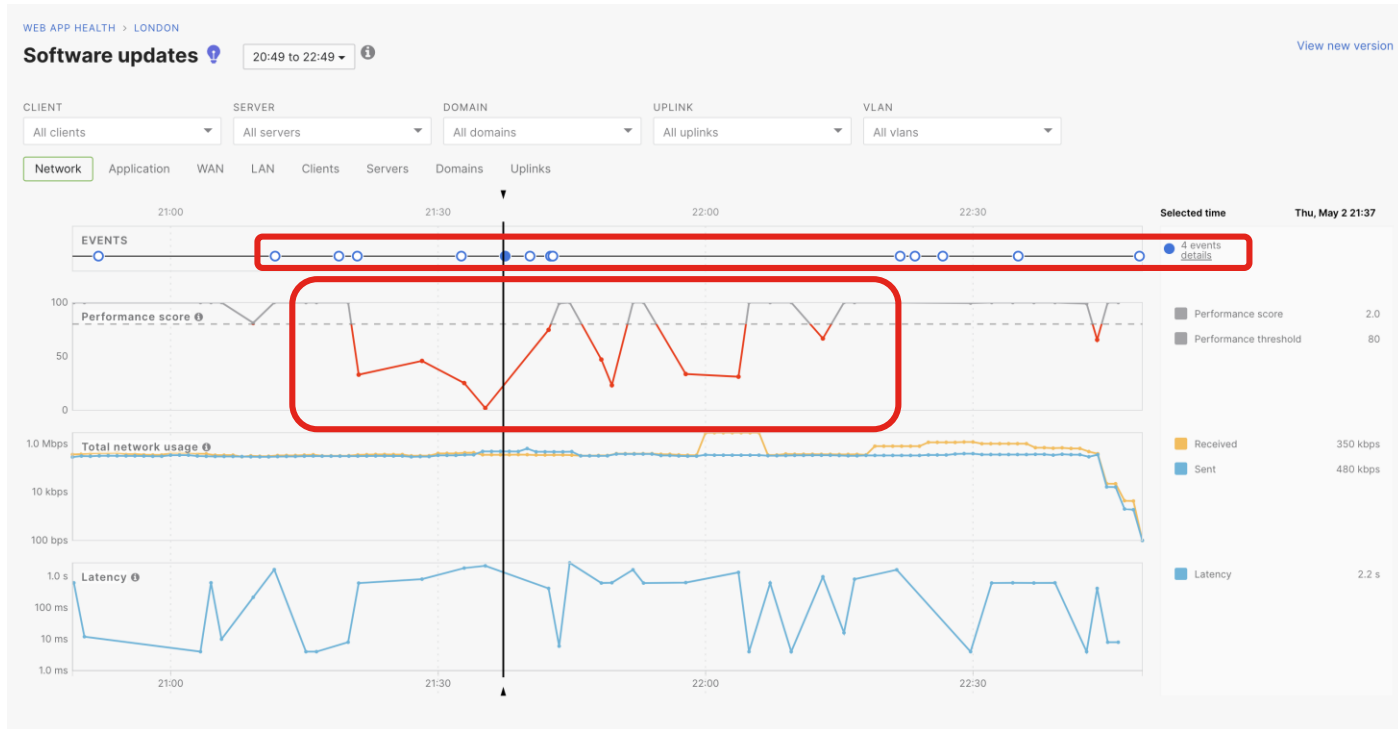 WEB APP HEALTH > LONDON
Software updates
20:49 to 22:49
View new version
CLIENT SERVER DOMAIN UPLINK VLAN
All clients All servers All domains All uplinks All vlans
Network Application WAN LAN Clients Servers Domains Uplinks
21:00 21:30 22:00 22:30
Selected time Thu, May 2 21:37
EVENTS
4 events
details
100
Performance score
50
0
Performance score 2.0
Performance threshold 80
1.0 Mbps
Total network usage
10 kbps
100 bps
Received 350 kbps
Sent 480 kbps
1.0 s
Latency
100 ms
10 ms
1.0 ms
Latency 2.2 s
21:00 21:30 22:00 22:30